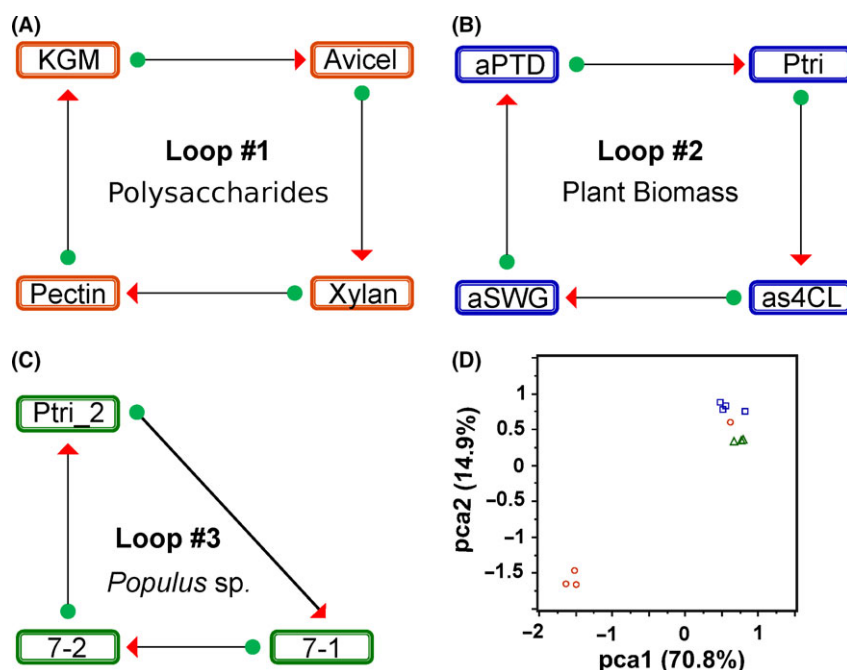 (A)
KGM
Avicel
Loop #1
Polysaccharides
Pectin
Xylan
(B)
aPTD
Ptri
Loop #2
Plant Biomass
aSWG
as4CL
(C)
Ptri_2
Loop #3
Populus sp.
7-2
7-1
(D)
pca2 (14.9%)
1
0.5
0
−0.5
−1
−1.5
−2
−1
0
1
pca1 (70.8%)